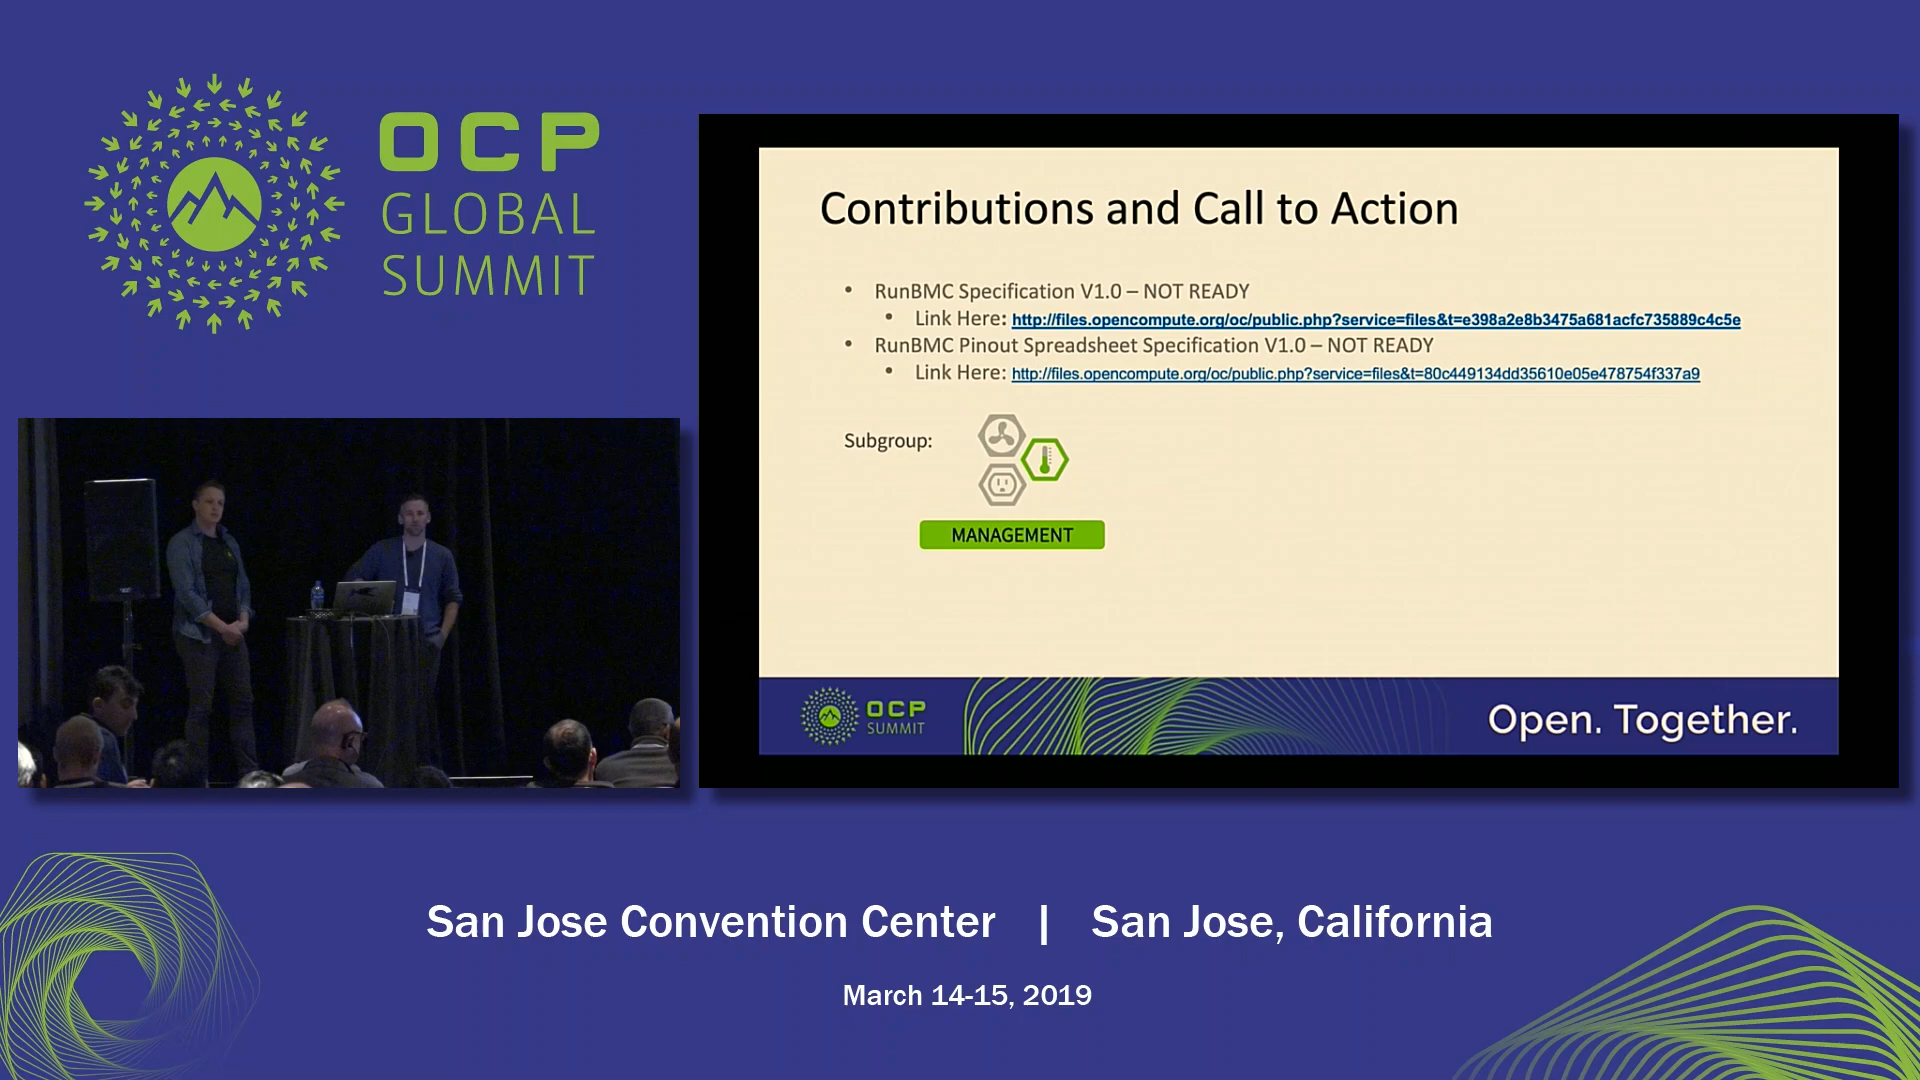 OCP
GLOBAL
SUMMIT
Contributions and Call to Action
• RunBMC Specification V1.0 – NOT READY
• Link Here: http://files.opencompute.org/oc/public.php?service=files&t=e398a2e8b3475a681acfc735889c4c5e
• RunBMC Pinout Spreadsheet Specification V1.0 – NOT READY
• Link Here: http://files.opencompute.org/oc/public.php?service=files&t=80c449134dd35610e05e478754f337a9
Subgroup:
MANAGEMENT
OCP
SUMMIT
Open. Together.
San Jose Convention Center | San Jose, California
March 14-15, 2019